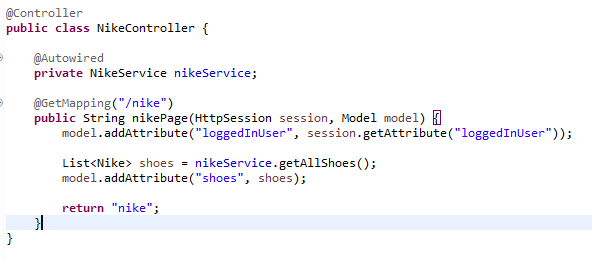 @Controller
public class NikeController {
@Autowired
private NikeService nikeService;
@GetMapping("/nike")
public String nikePage(HttpSession session, Model model) {
model.addAttribute("loggedInUser", session.getAttribute("loggedInUser"));
List<Nike> shoes = nikeService.getAllShoes();
model.addAttribute("shoes", shoes);
return "nike";
}
}